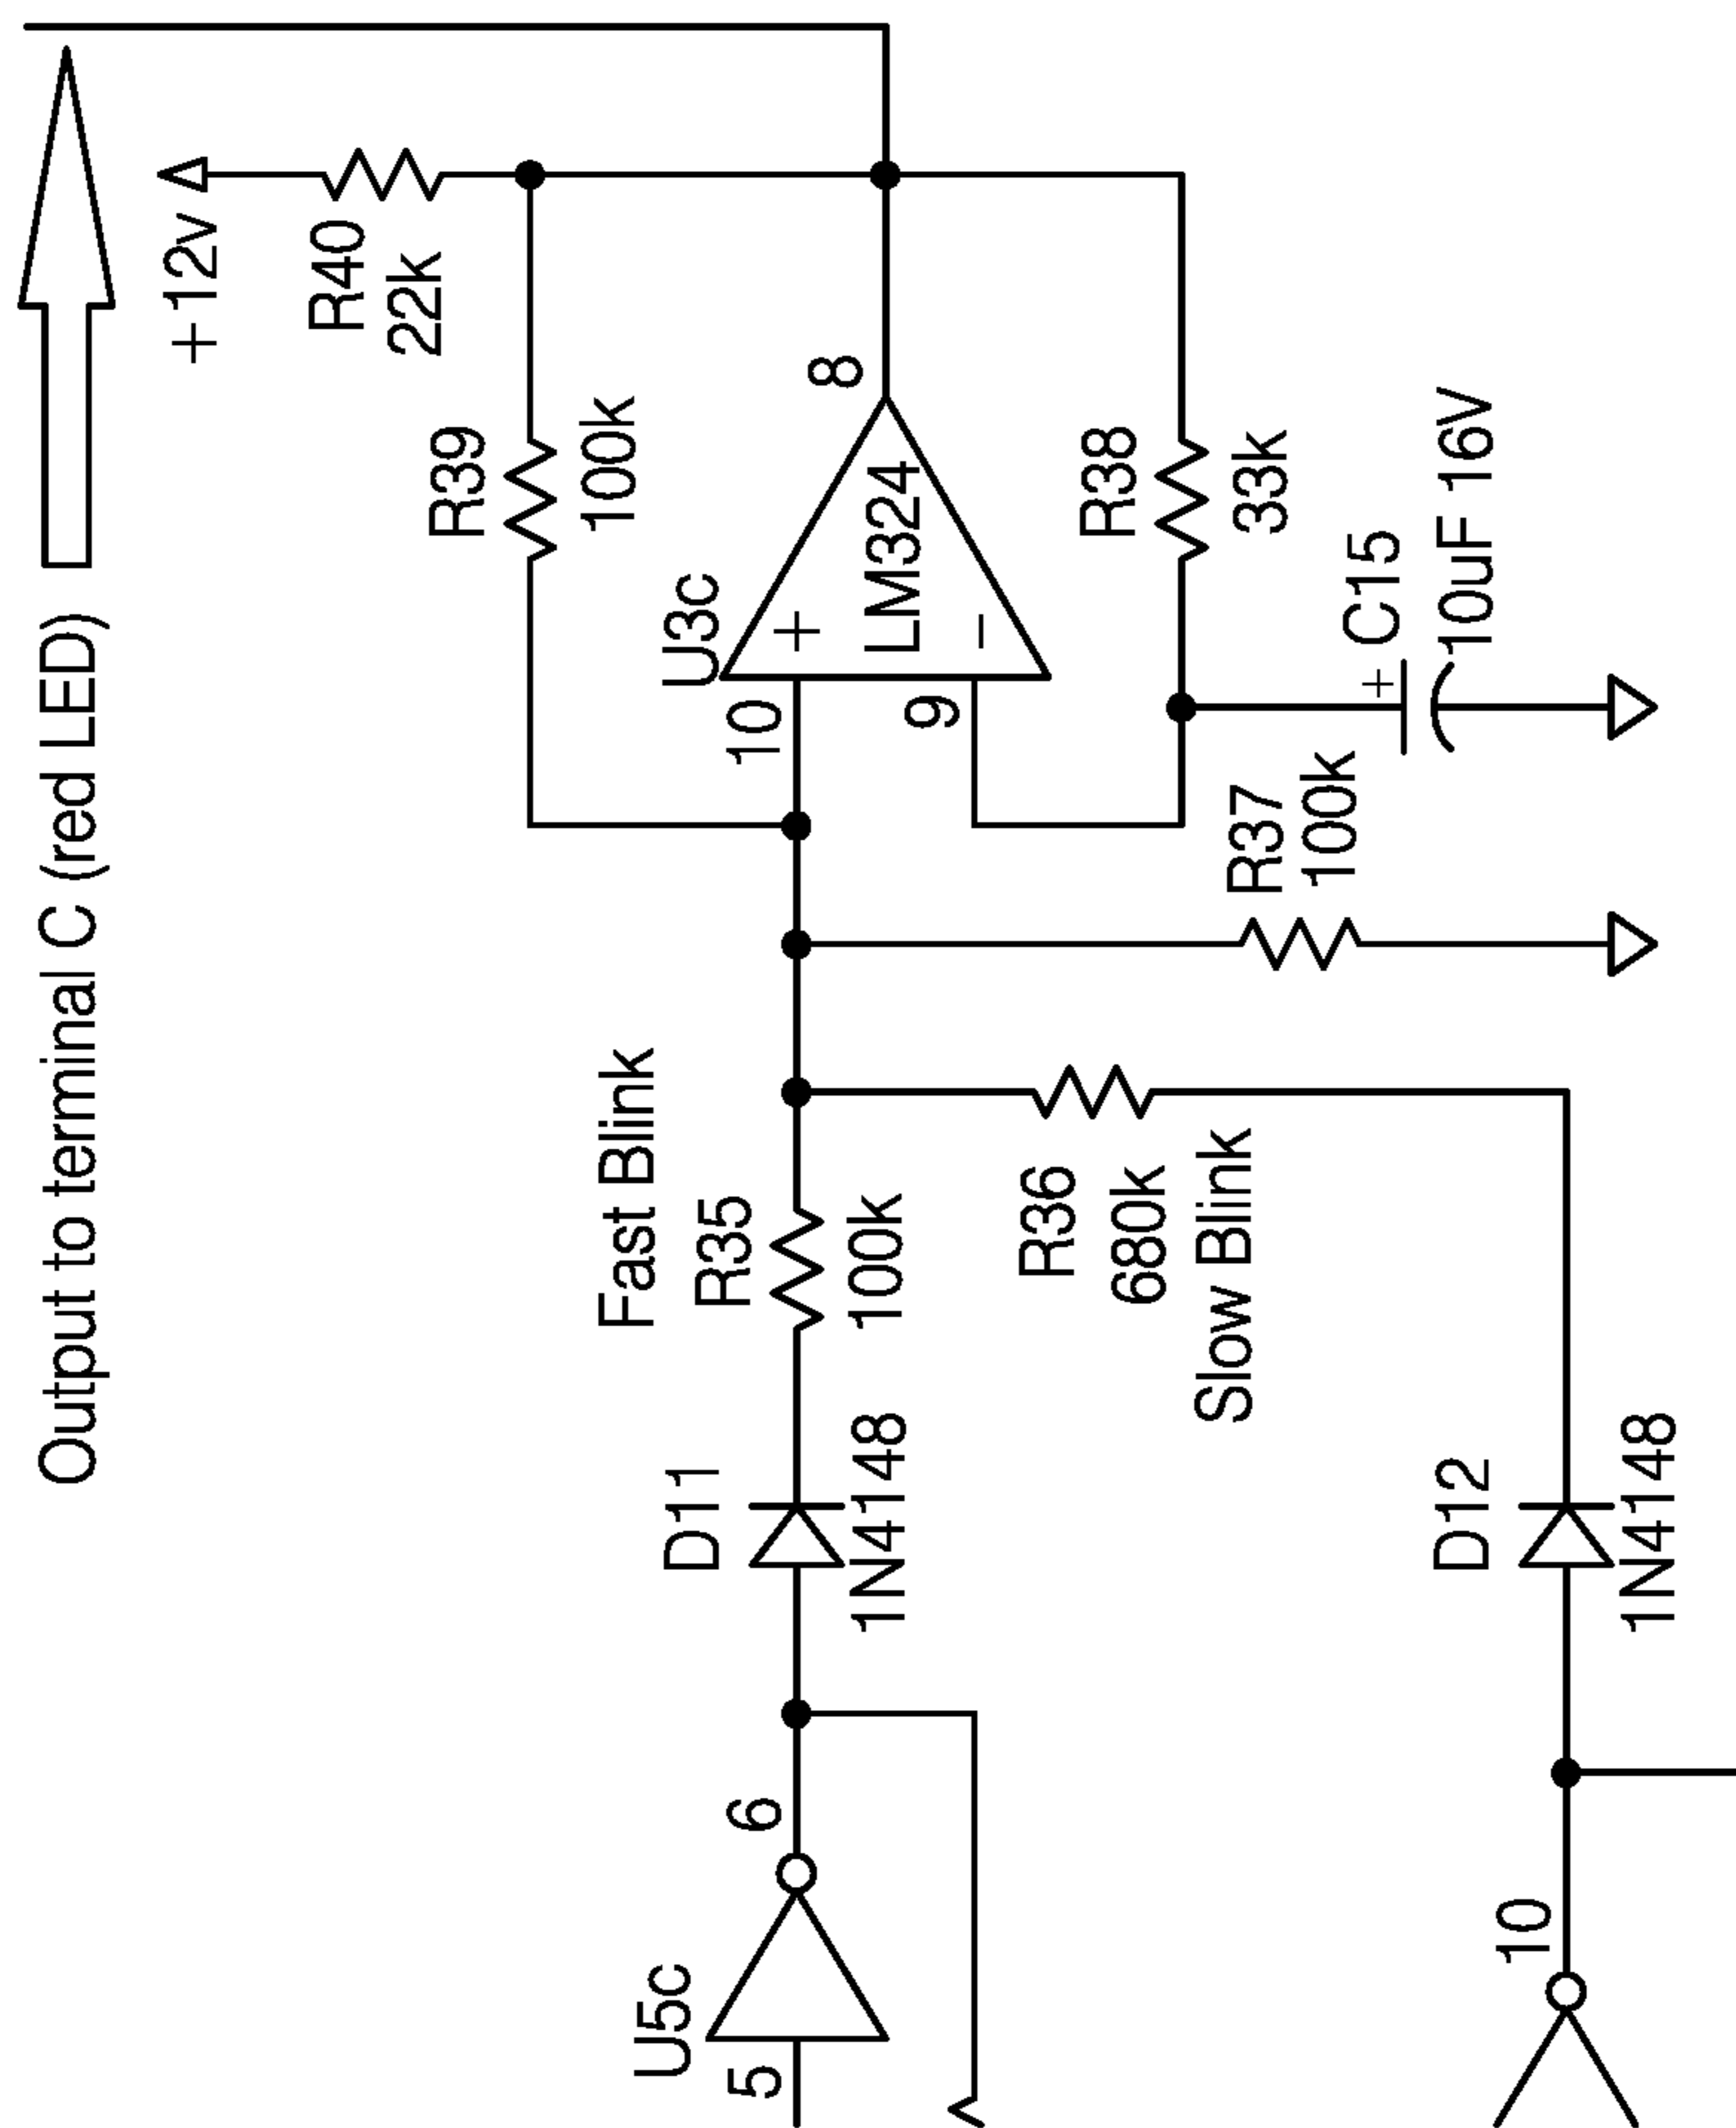 Output to terminal C (red LED)
+12v
R40
22k
R39
100k
8
U3c
+
LM324
-
10
9
R38
33k
+
C15
10uF 16V
R37
100k
Fast Blink
R35
100k
R36
680k
Slow Blink
D11
1N4148
D12
1N4148
6
U5c
5
10